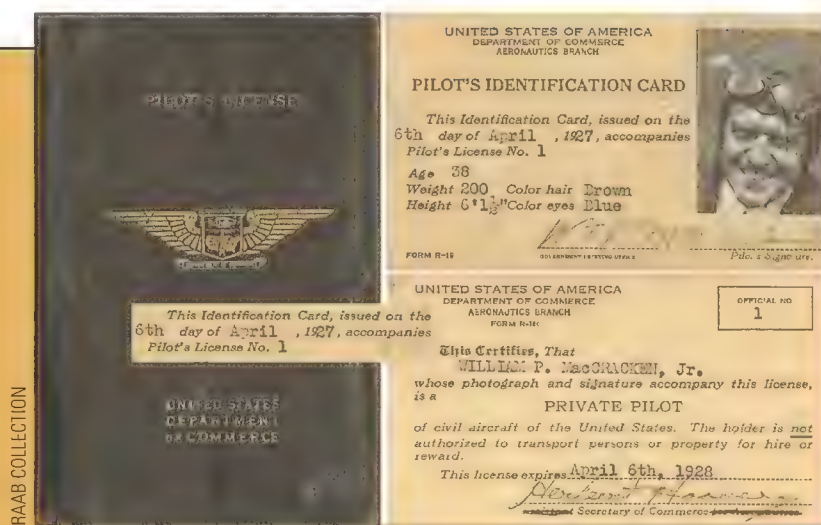 RAAB COLLECTION
PILOT'S LICENSE
This Identification Card, issued on the
6th day of April , 1927, accompanies
Pilot's License No. 1
UNITED STATES
DEPARTMENT
OF COMMERCE
UNITED STATES OF AMERICA
DEPARTMENT OF COMMERCE
AERONAUTICS BRANCH
PILOT'S IDENTIFICATION CARD
This Identification Card, issued on the
6th day of April , 1927, accompanies
Pilot's License No. 1
Age 38
Weight 200 Color hair Brown
Height 6'1½" Color eyes Blue
FORM R-19 GOVERNMENT PRINTING OFFICE Pilot's Signature.
UNITED STATES OF AMERICA
DEPARTMENT OF COMMERCE
AERONAUTICS BRANCH
FORM
OFFICIAL NO
1
This Certifies, That
WILLIAM P. MacCRACKEN, Jr.
whose photograph and signature accompany this license,
is a
PRIVATE PILOT
of civil aircraft of the United States. The holder is not
authorized to transport persons or property for hire or
reward.
This license expires April 6th, 1928
Herbert Hoover
Secretary of Commerce